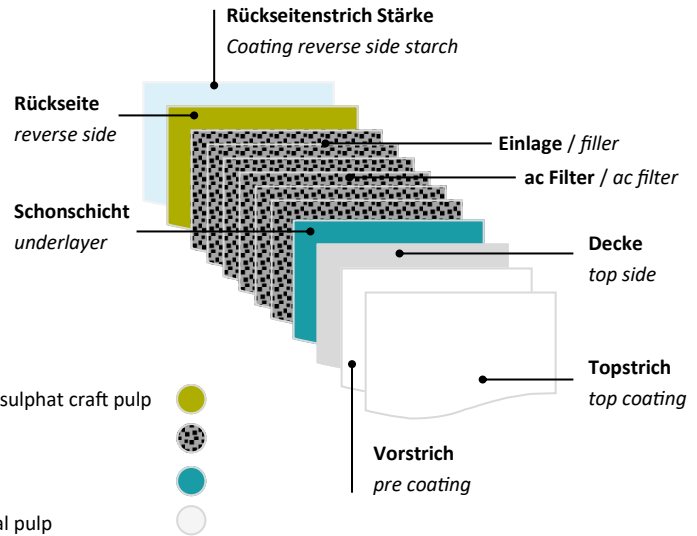 Rückseitenstrich Stärke
Coating reverse side starch
Rückseite
reverse side
Einlage / filler
ac Filter / ac filter
Schonschicht
underlayer
Decke
top side
Topstrich
top coating
sulphat craft pulp
Vorstrich
pre coating
al pulp